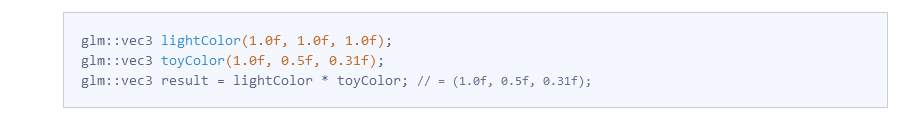 glm::vec3 lightColor(1.0f, 1.0f, 1.0f);
glm::vec3 toyColor(1.0f, 0.5f, 0.31f);
glm::vec3 result = lightColor * toyColor; // = (1.0f, 0.5f, 0.31f);